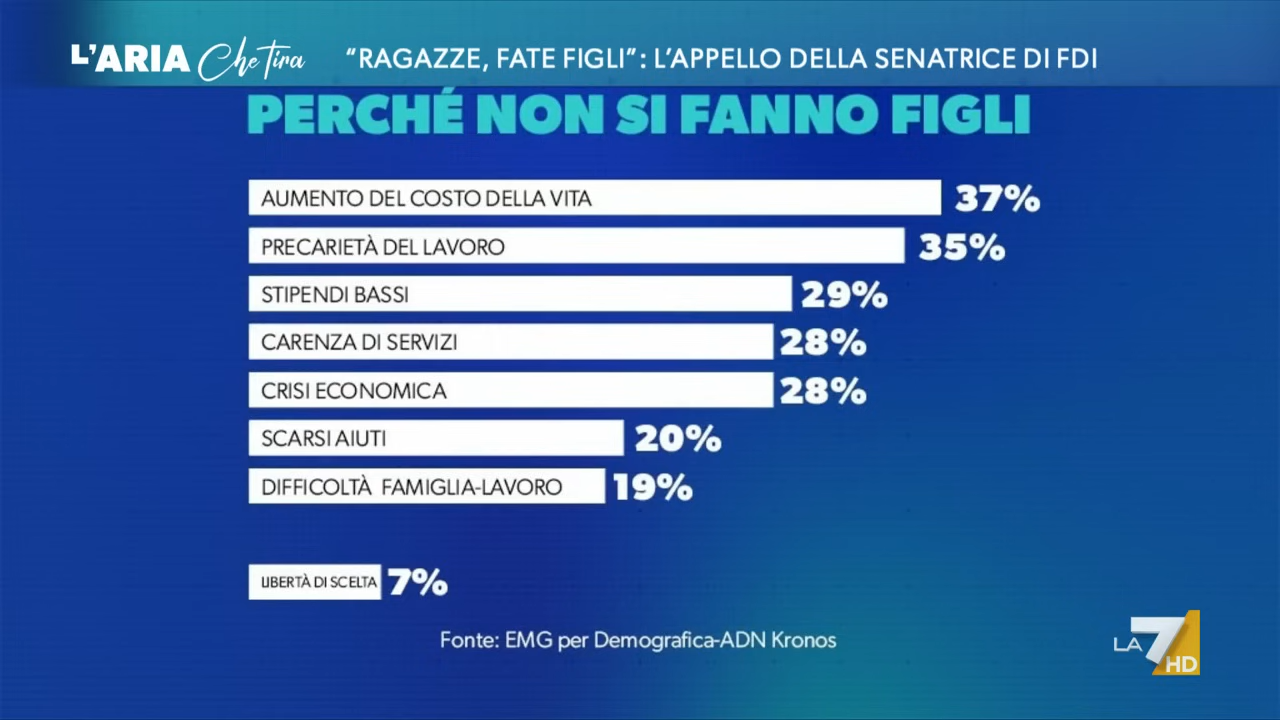 L'ARIA Che Tira
“RAGAZZE, FATE FIGLI”: L'APPELLO DELLA SENATRICE DI FDI
PERCHÉ NON SI FANNO FIGLI
AUMENTO DEL COSTO DELLA VITA 37%
PRECARIETÀ DEL LAVORO 35%
STIPENDI BASSI 29%
CARENZA DI SERVIZI 28%
CRISI ECONOMICA 28%
SCARSI AIUTI 20%
DIFFICOLTÀ FAMIGLIA-LAVORO 19%
LIBERTÀ DI SCELTA 7%
Fonte: EMG per Demografica-ADN Kronos
LA 7 HD